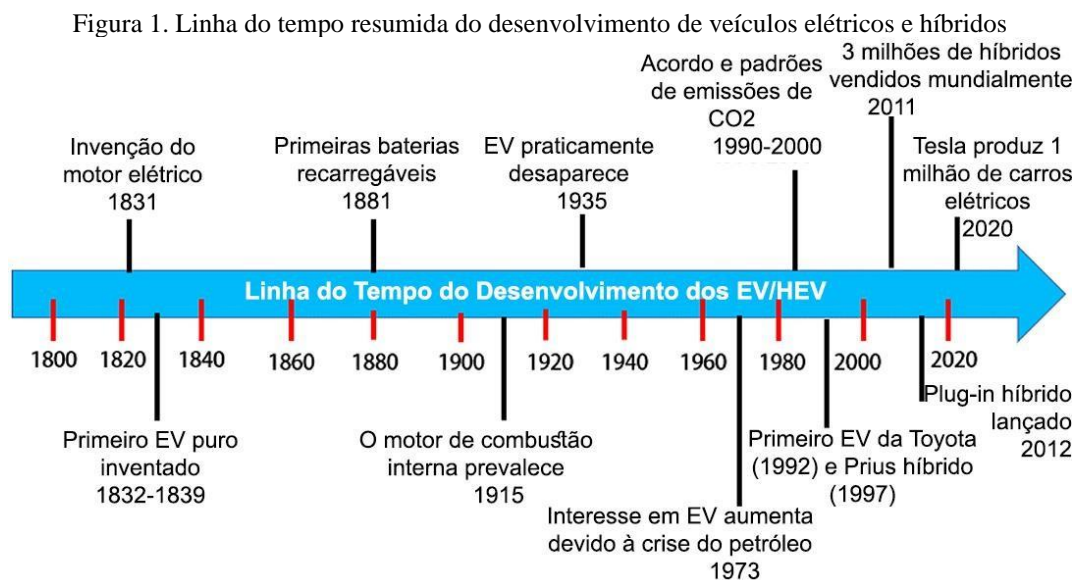 Figura 1. Linha do tempo resumida do desenvolvimento de veículos elétricos e híbridos
Invenção do
motor elétrico
1831
Primeiras baterias
recarregáveis
1881
EV praticamente
desaparece
1935
Acordo e padrões
de emissões de
CO2
1990-2000
3 milhões de híbridos
vendidos mundialmente
2011
Tesla produz 1
milhão de carros
elétricos
2020
Linha do Tempo do Desenvolvimento dos EV/HEV
1800 1820 1840 1860 1880 1900 1920 1940 1960 1980 2000 2020
Primeiro EV puro
inventado
1832-1839
O motor de combustão
interna prevalece
1915
Interesse em EV aumenta
devido à crise do petróleo
1973
Primeiro EV da Toyota
(1992) e Prius híbrido
(1997)
Plug-in híbrido
lançado
2012